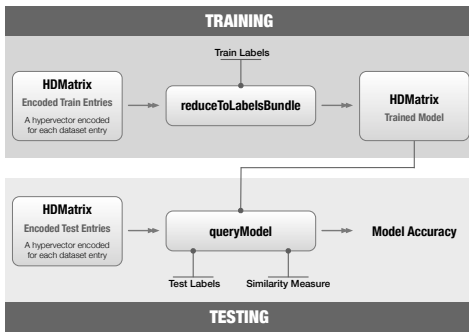 TRAINING
Train Labels
HDMatrix
Encoded Train Entries
A hypervector encoded
for each dataset entry
reduceToLabelsBundle
HDMatrix
Trained Model
HDMatrix
Encoded Test Entries
A hypervector encoded
for each dataset entry
queryModel
Model Accuracy
Test Labels
Similarity Measure
TESTING